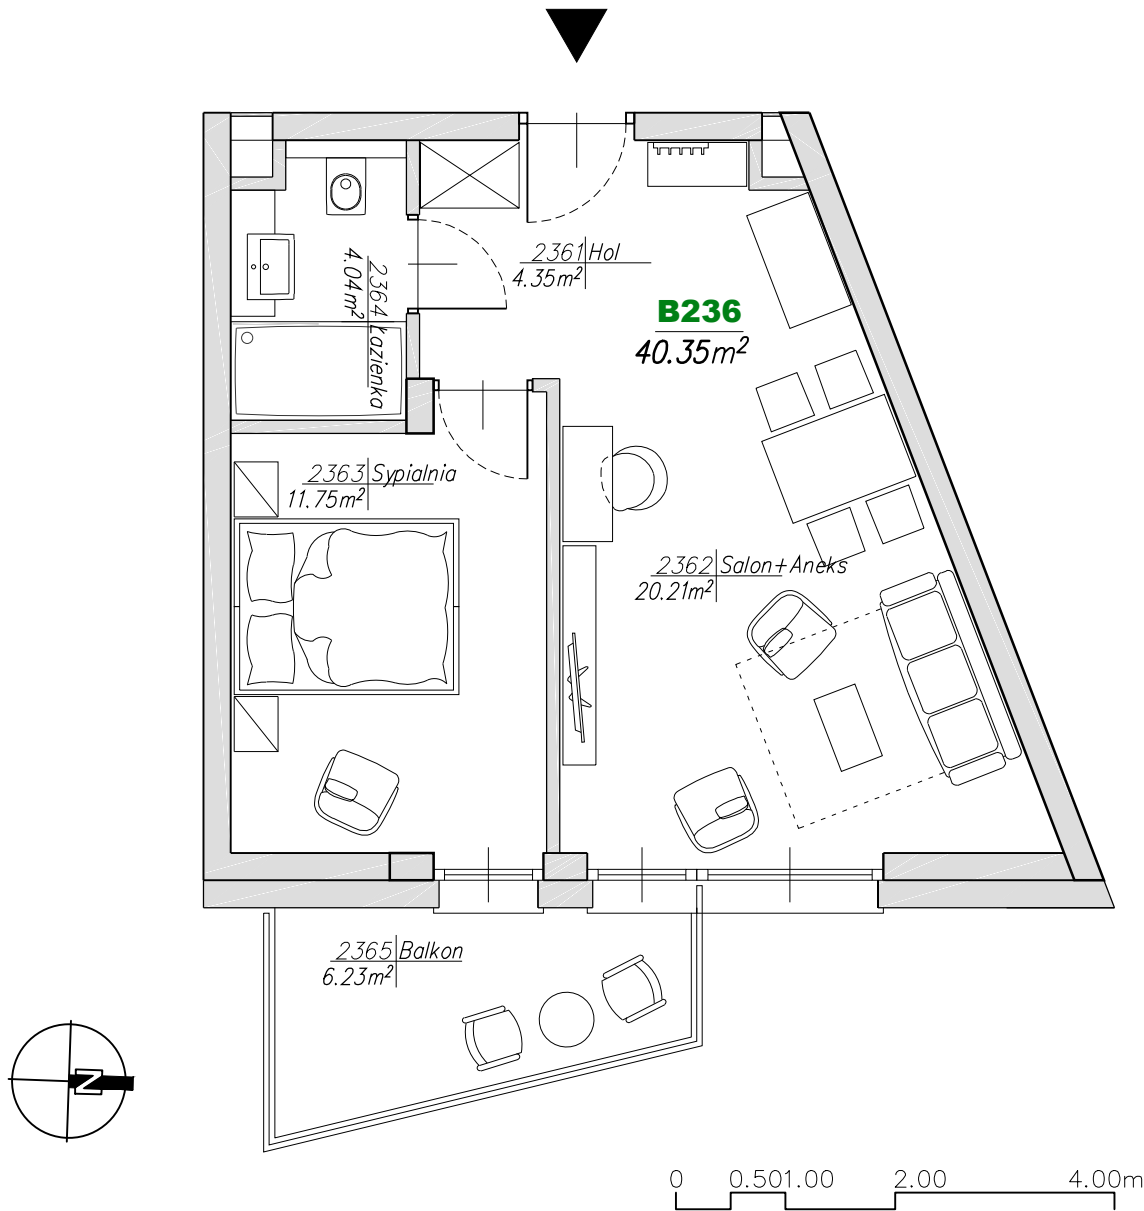 2361 Hol
4.35m²
B236
40.35m²
2364 Łazienka
4.04m²
2363 Sypialnia
11.75m²
2362 Salon+Aneks
20.21m²
2365 Balkon
6.23m²
N
0 0.50 1.00 2.00 4.00m